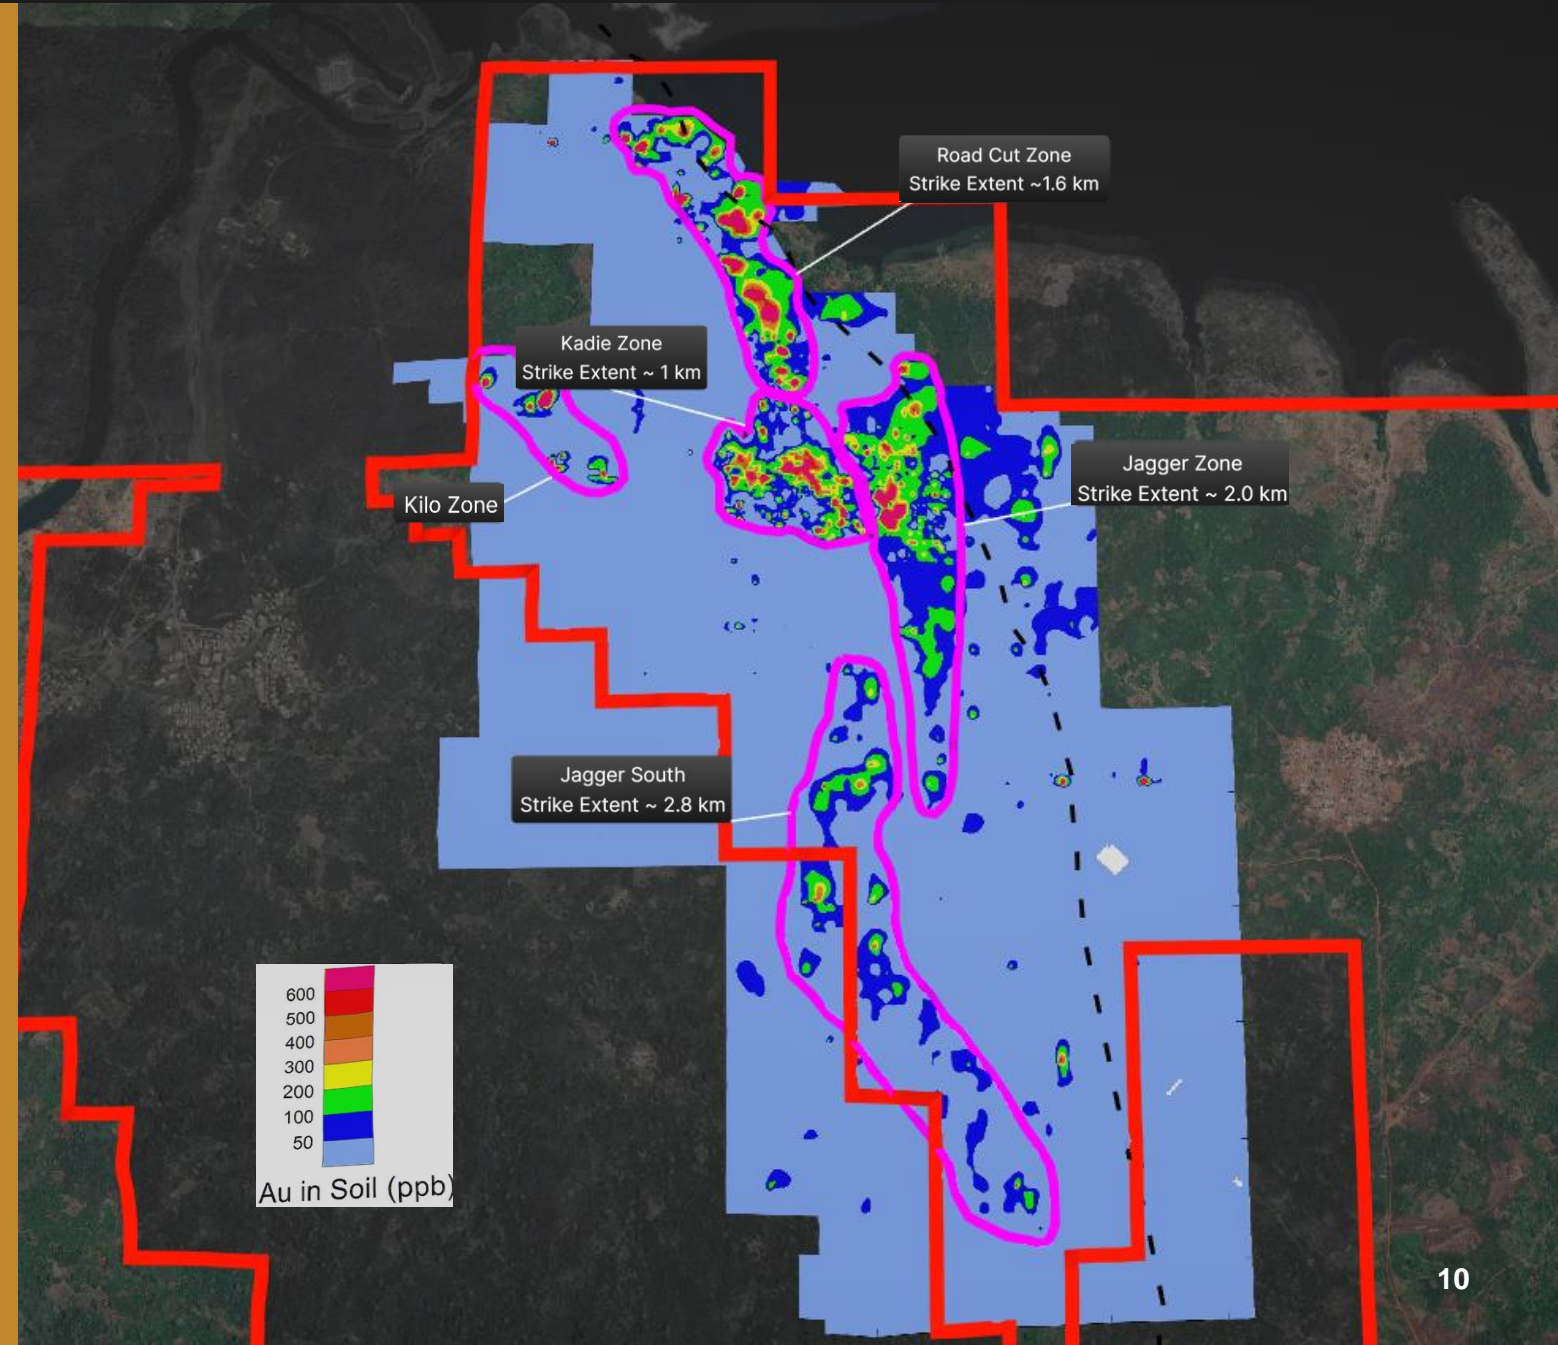 Road Cut Zone
Strike Extent ~1.6 km
Kadie Zone
Strike Extent ~ 1 km
Jagger Zone
Strike Extent ~ 2.0 km
Kilo Zone
Jagger South
Strike Extent ~ 2.8 km
600
500
400
300
200
100
50
Au in Soil (ppb)
10